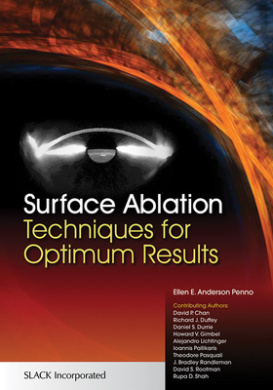 Surface Ablation
Techniques for
Optimum Results
Ellen E. Anderson Penno
Contributing Authors:
David P. Chan
Richard J. Duffey
Daniel S. Durrie
Howard V. Gimbel
Alejandro Lichtinger
Ioannis Pallikaris
Theodore Pasquali
J. Bradley Randleman
David S. Rootman
Rupa D. Shah
SLACK Incorporated